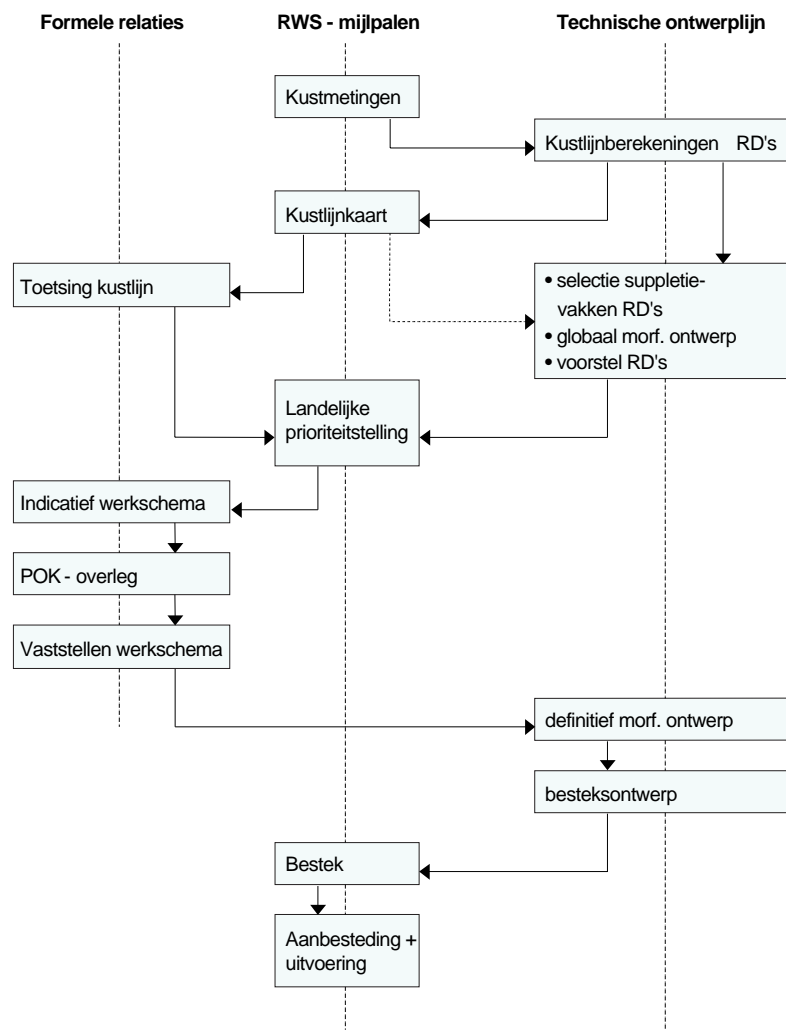 Formele relaties
RWS - mijlpalen
Technische ontwerplijn
Kustmetingen
Kustlijnberekeningen RD's
Kustlijnkaart
Toetsing kustlijn
• selectie suppletie-
vakken RD's
• globaal morf. ontwerp
• voorstel RD's
Landelijke
prioriteitstelling
Indicatief werkschema
POK - overleg
Vaststellen werkschema
definitief morf. ontwerp
besteksontwerp
Bestek
Aanbesteding +
uitvoering